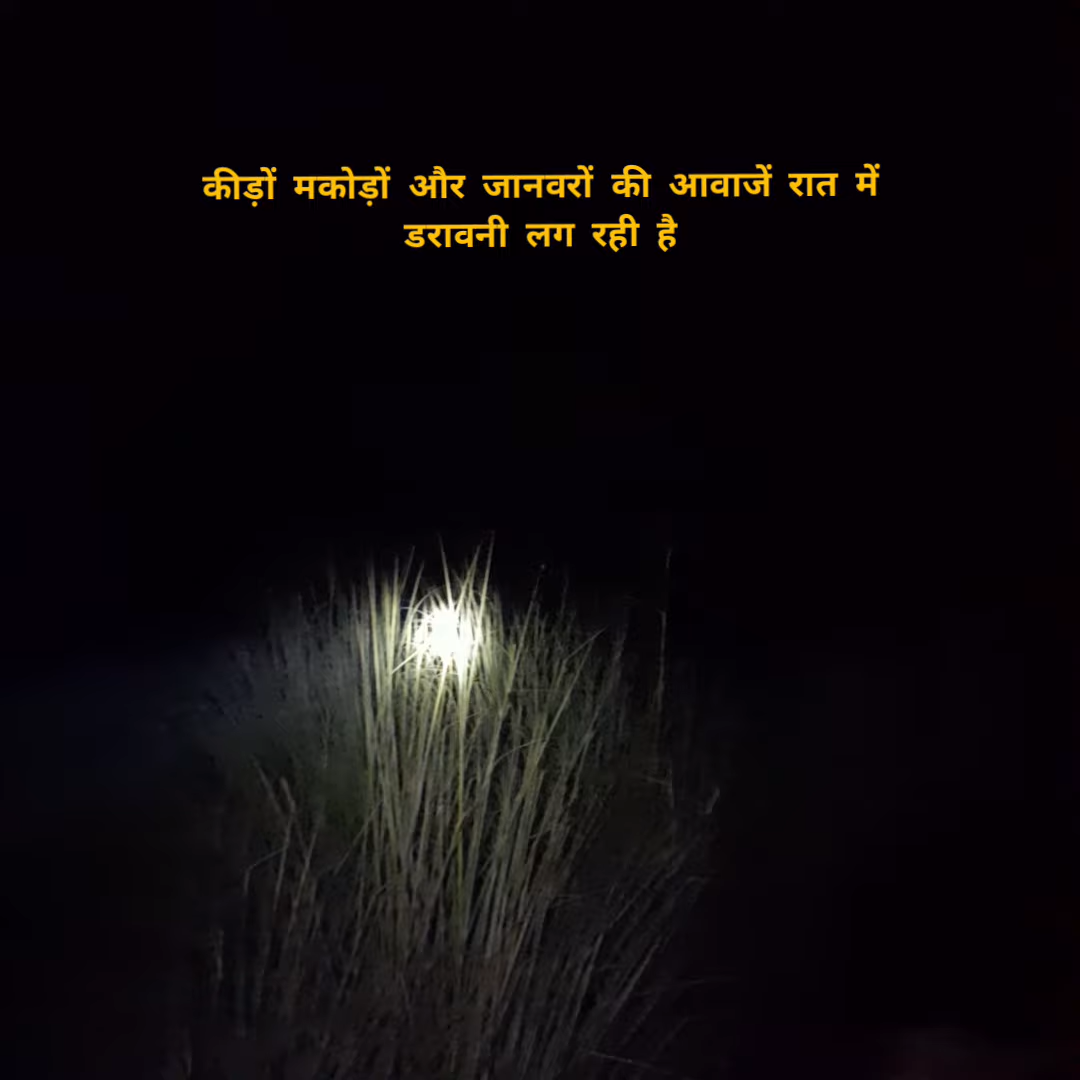 कीड़ों मकोड़ों और जानवरों की आवाजें रात में
डरावनी लग रही है